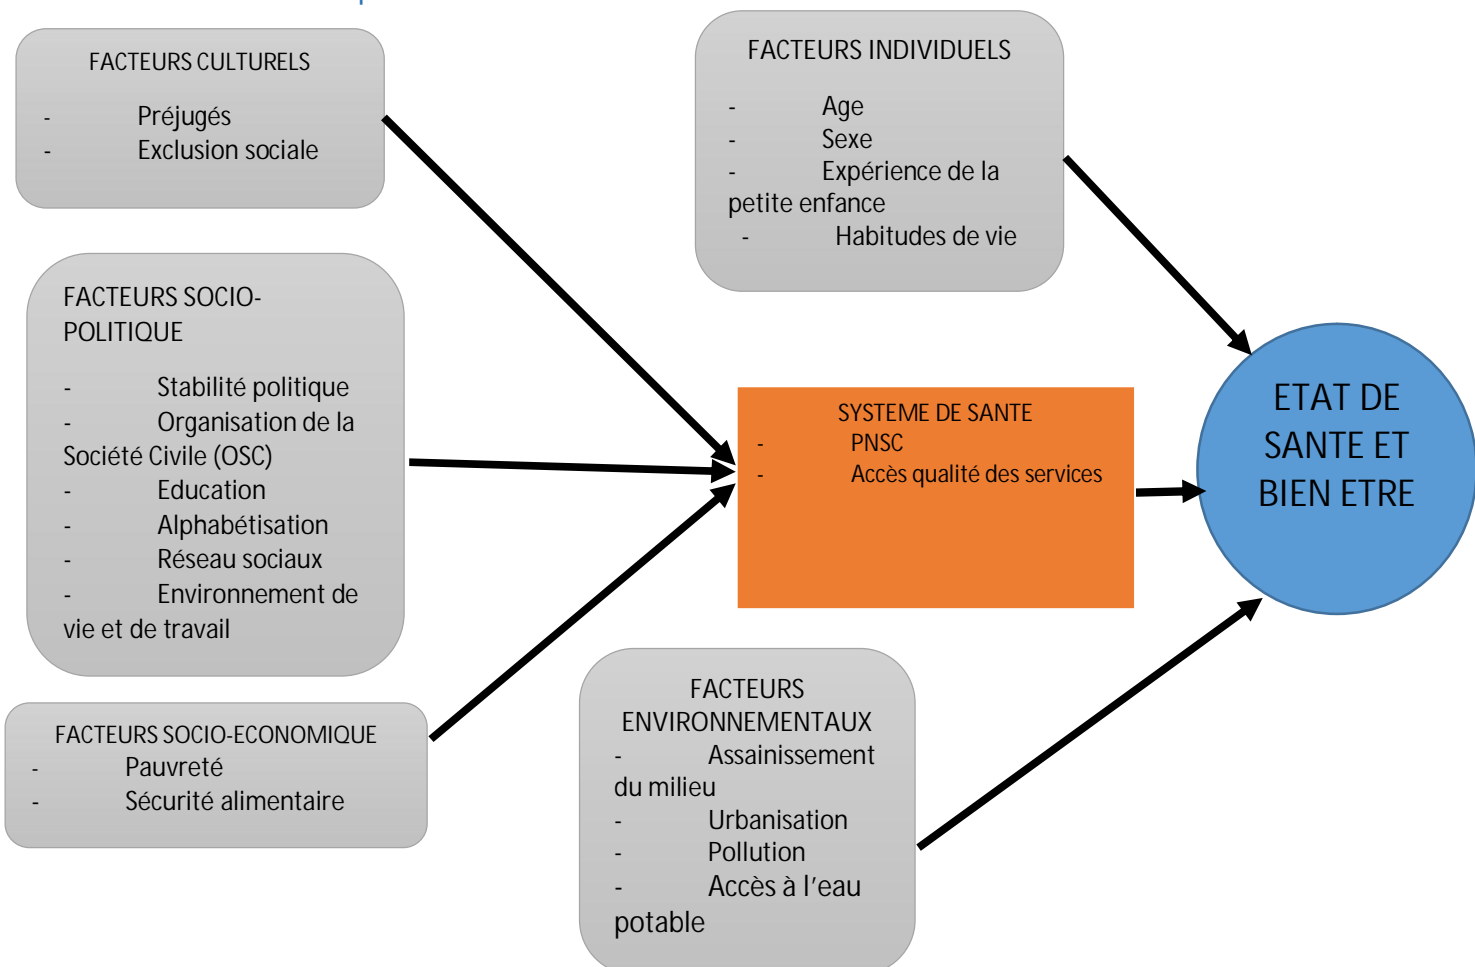 FACTEURS CULTURELS
- Préjugés
- Exclusion sociale
FACTEURS INDIVIDUELS
- Age
- Sexe
- Expérience de la
petite enfance
- Habitudes de vie
FACTEURS SOCIO-
POLITIQUE
- Stabilité politique
- Organisation de la
Société Civile (OSC)
- Education
- Alphabétisation
- Réseau sociaux
- Environnement de
vie et de travail
SYSTEME DE SANTE
- PNSC
- Accès qualité des services
ETAT DE
SANTE ET
BIEN ETRE
FACTEURS SOCIO-ECONOMIQUE
- Pauvreté
- Sécurité alimentaire
FACTEURS
ENVIRONNEMENTAUX
- Assainissement
du milieu
- Urbanisation
- Pollution
- Accès à l’eau
potable